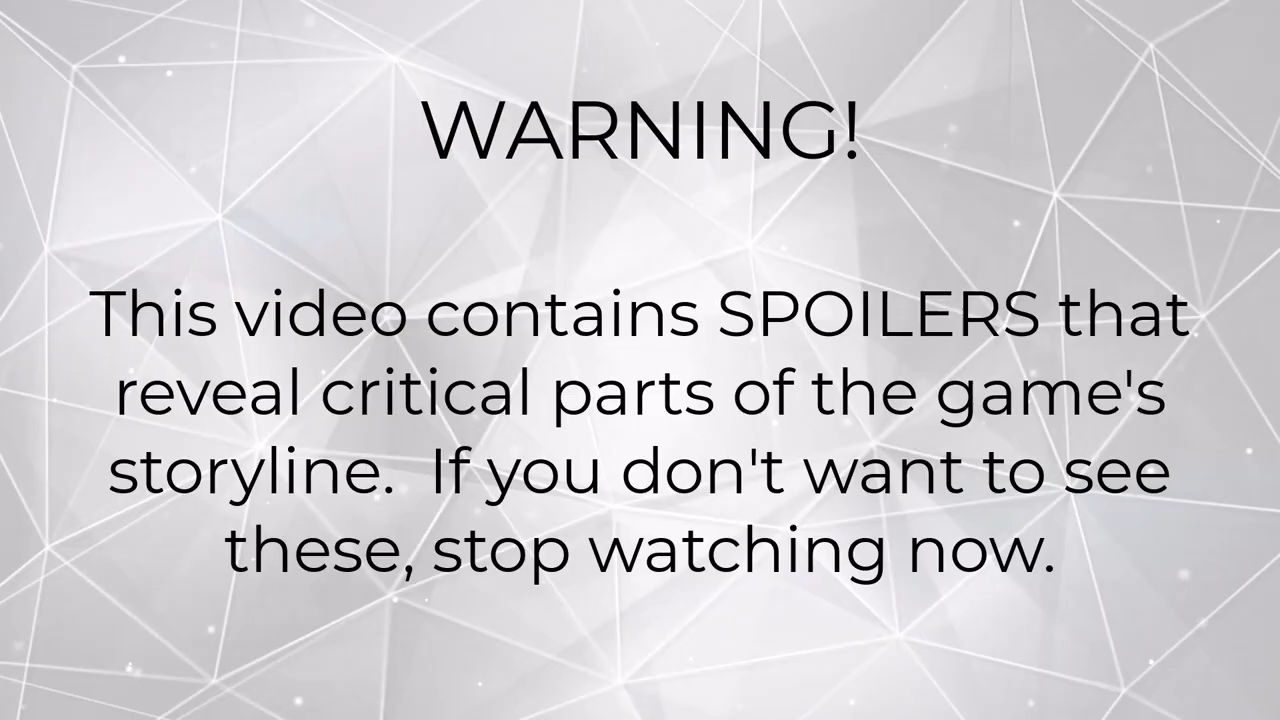 WARNING!
This video contains SPOILERS that
reveal critical parts of the game's
storyline.  If you don't want to see
these, stop watching now.